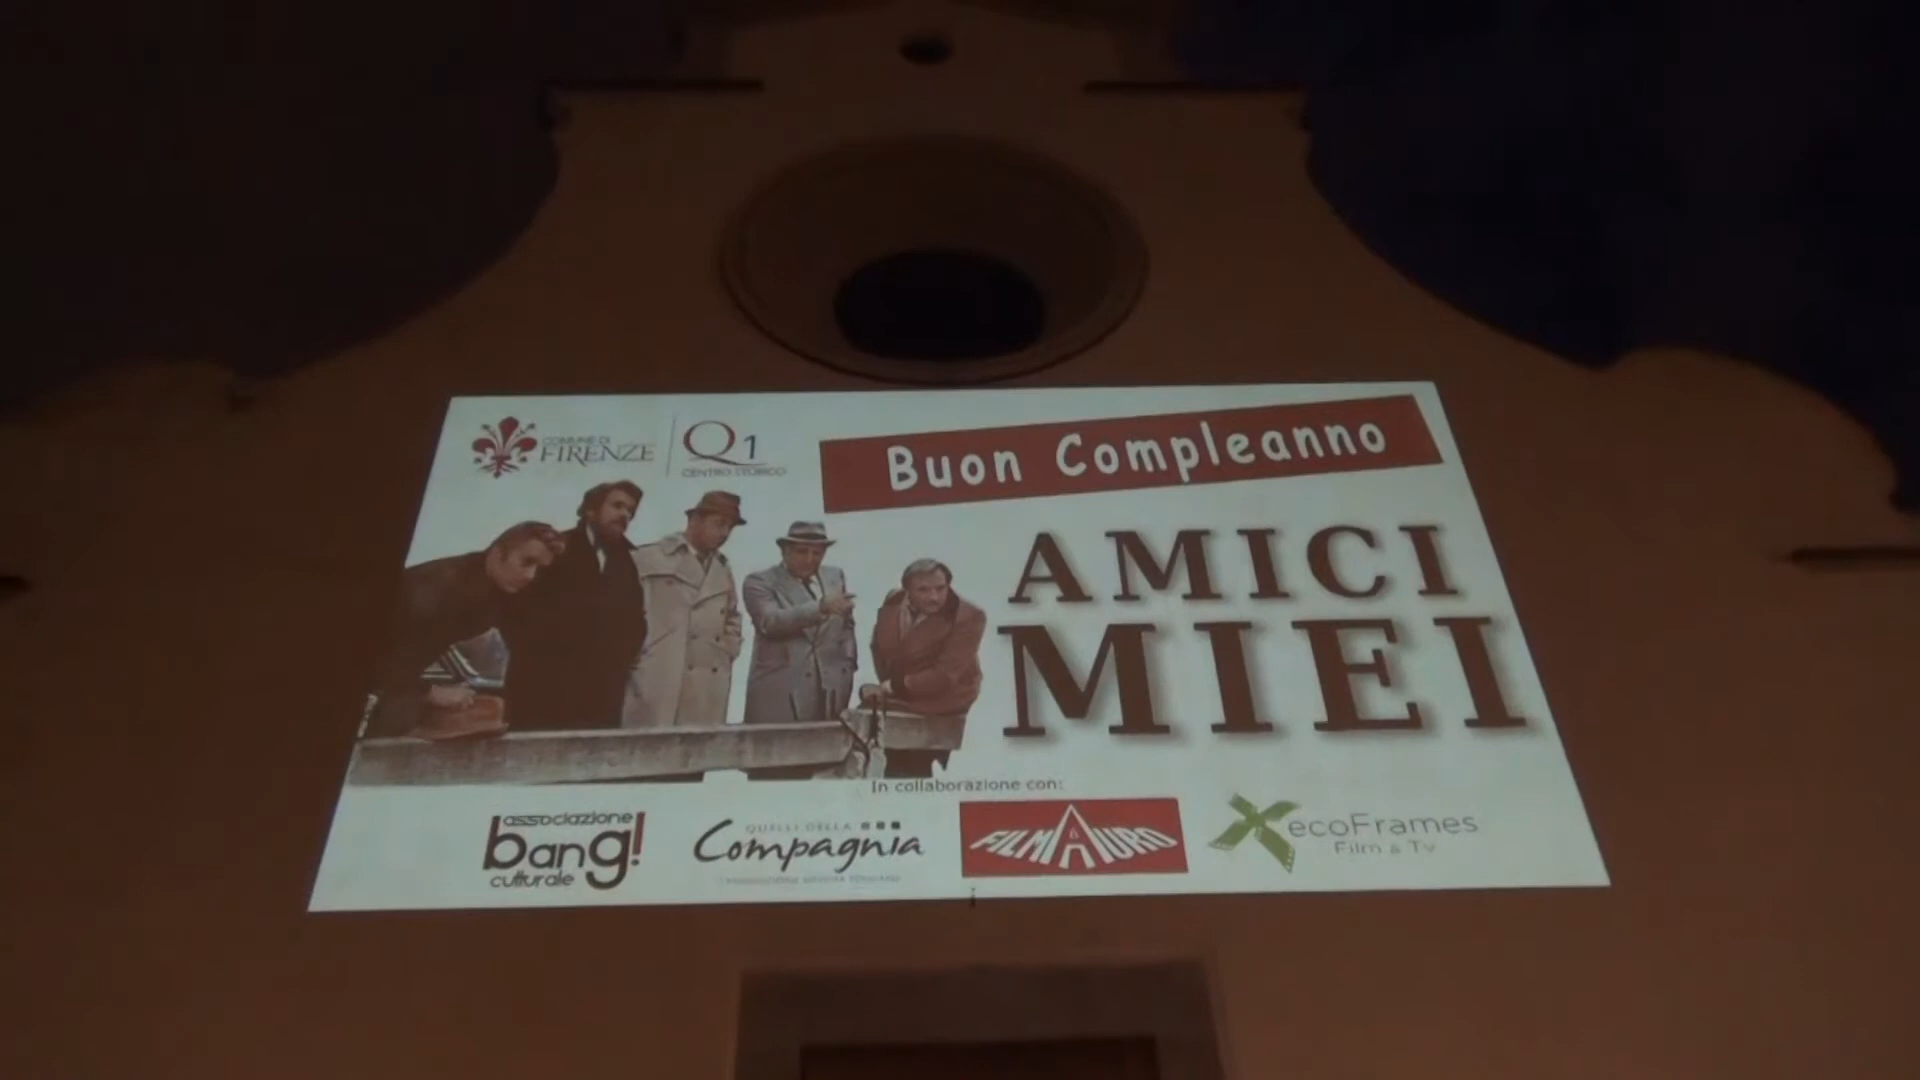 COMUNE DI
FIRENZE
Q1
CENTRO STORICO
Buon Compleanno
AMICI
MIEI
In collaborazione con:
associazione
bang!
culturale
QUELLI DELLA
Compagnia
FILMAURO
ecoFrames
Film & Tv